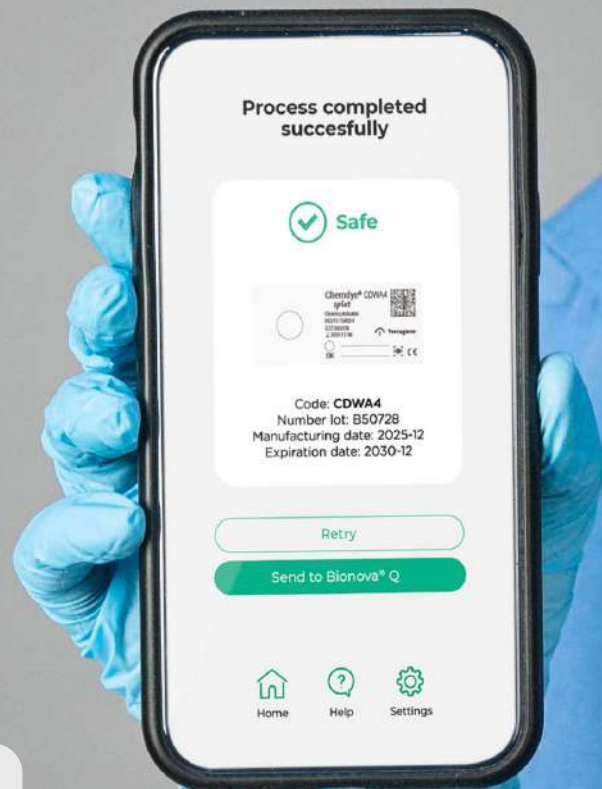 Process completed
succesfully
Safe
Chemdye® CDWA4
Terragene
OK
CE
Code: CDWA4
Number lot: B50728
Manufacturing date: 2025-12
Expiration date: 2030-12
Retry
Send to Bionova® Q
Home
Help
Settings